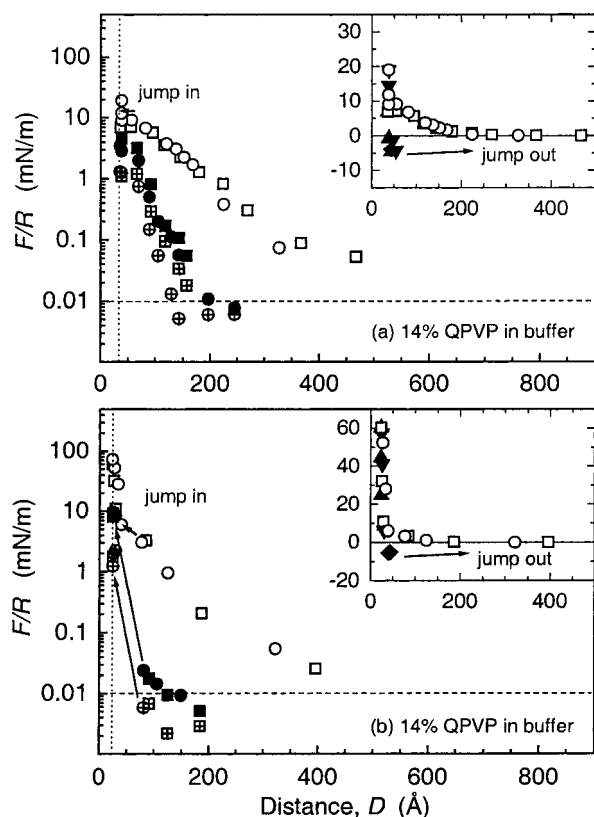 100
10
1
0.1
0.01
F/R (mN/m)
jump in
30
20
10
0
-10
jump out
0 200 400
(a) 14% QPVP in buffer
0 200 400 600 800
100
10
1
0.1
0.01
F/R (mN/m)
jump in
60
40
20
0
-20
jump out
0 200 400
(b) 14% QPVP in buffer
0 200 400 600 800
Distance, D (Å)